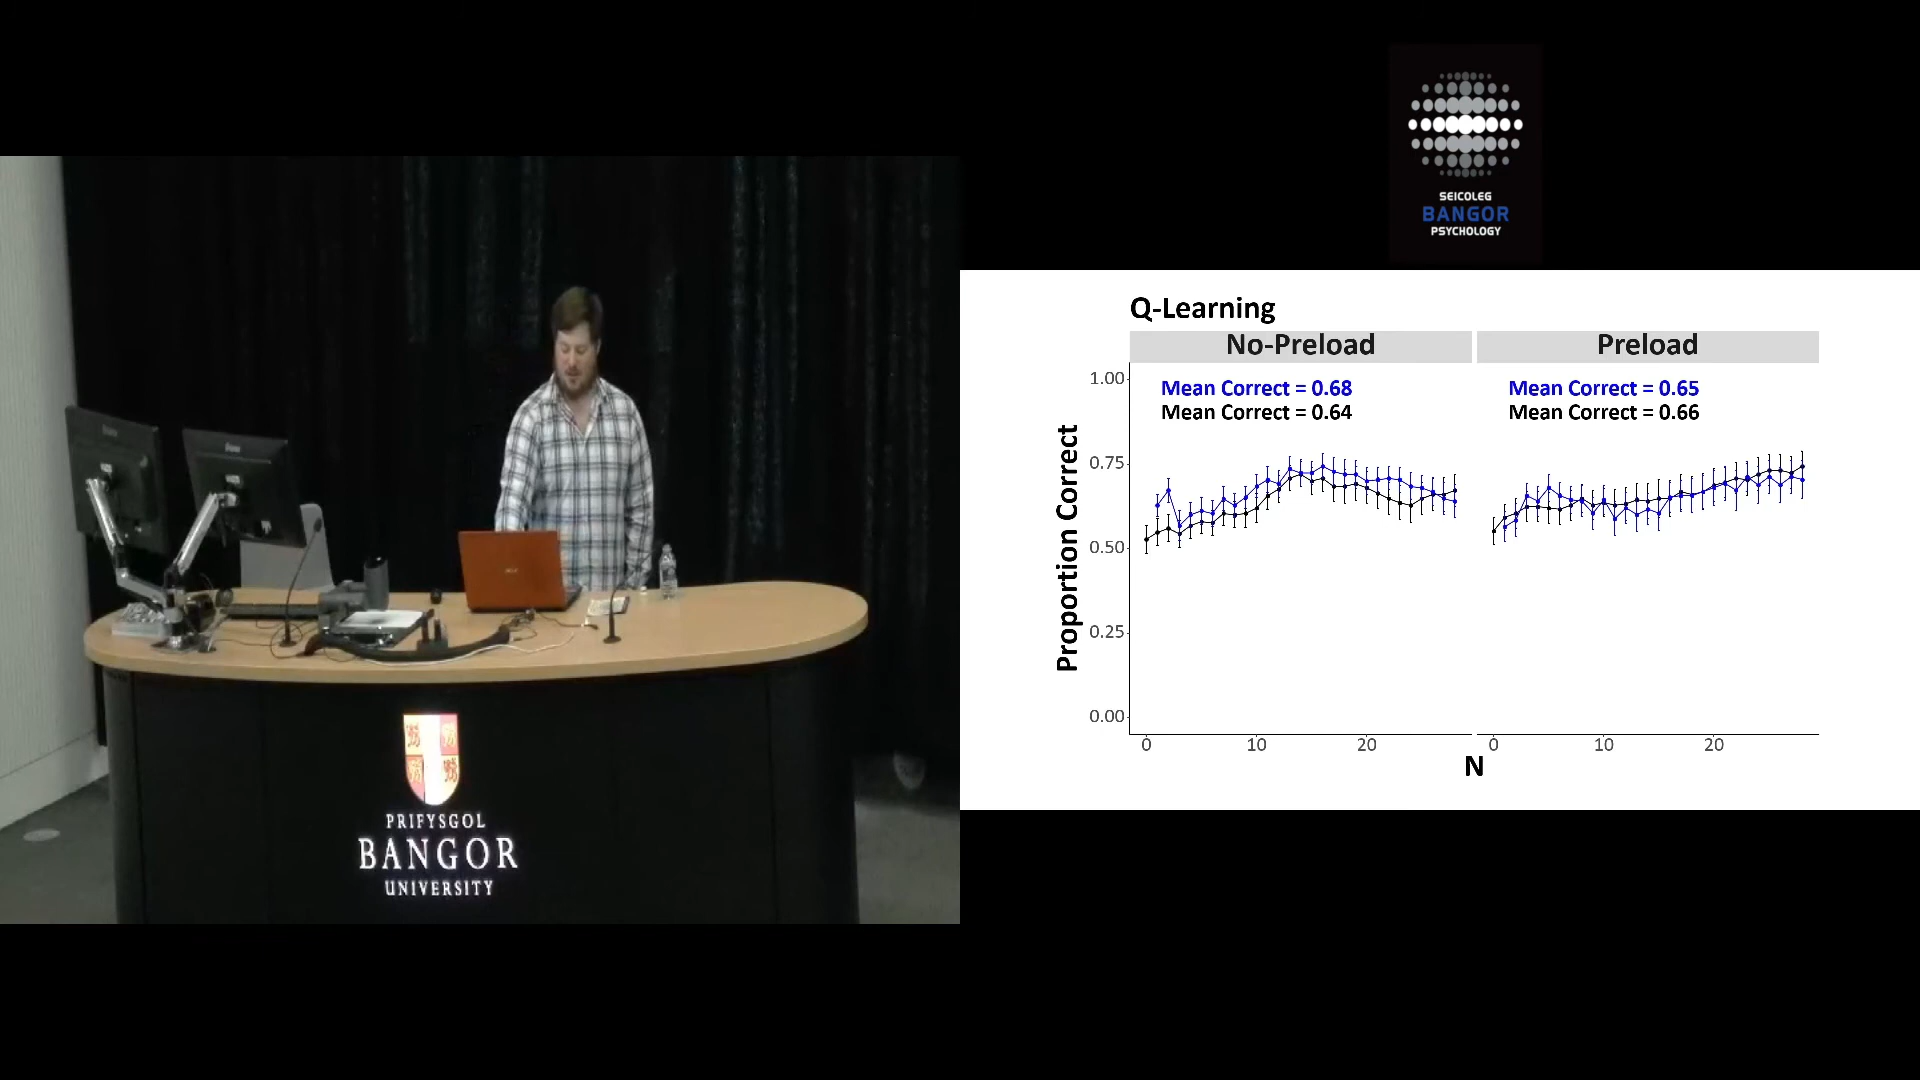 SEICOLEG
BANGOR
PSYCHOLOGY
Q-Learning
No-Preload
Preload
Mean Correct = 0.68
Mean Correct = 0.64
Mean Correct = 0.65
Mean Correct = 0.66
Proportion Correct
1.00
0.75
0.50
0.25
0.00
0 10 20
0 10 20
N
PRIFYSGOL
BANGOR
UNIVERSITY